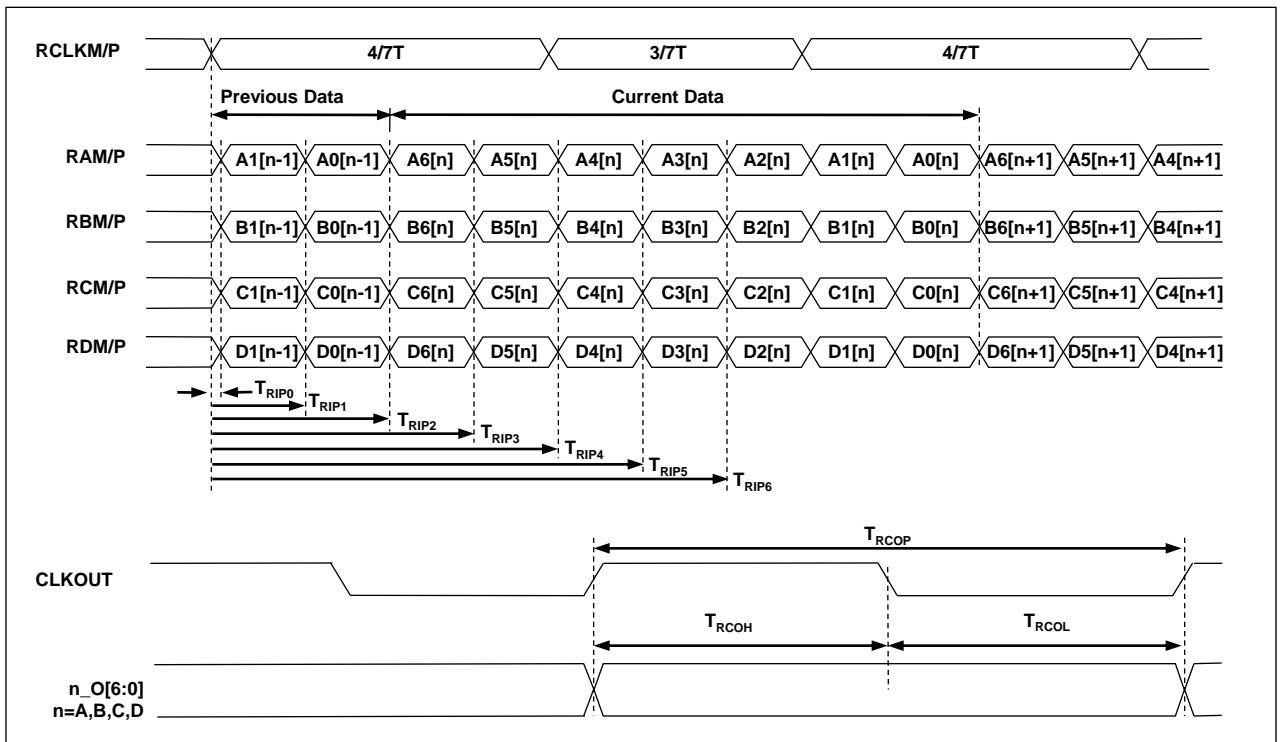 RCLKM/P 4/7T 3/7T 4/7T
Previous Data Current Data
RAM/P A1[n-1] A0[n-1] A6[n] A5[n] A4[n] A3[n] A2[n] A1[n] A0[n] A6[n+1] A5[n+1] A4[n+1]
RBM/P B1[n-1] B0[n-1] B6[n] B5[n] B4[n] B3[n] B2[n] B1[n] B0[n] B6[n+1] B5[n+1] B4[n+1]
RCM/P C1[n-1] C0[n-1] C6[n] C5[n] C4[n] C3[n] C2[n] C1[n] C0[n] C6[n+1] C5[n+1] C4[n+1]
RDM/P D1[n-1] D0[n-1] D6[n] D5[n] D4[n] D3[n] D2[n] D1[n] D0[n] D6[n+1] D5[n+1] D4[n+1]
TRIP0
TRIP1
TRIP2
TRIP3
TRIP4
TRIP5
TRIP6
TRCOP
CLKOUT
TRCOH TRCOL
n_O[6:0]
n=A,B,C,D